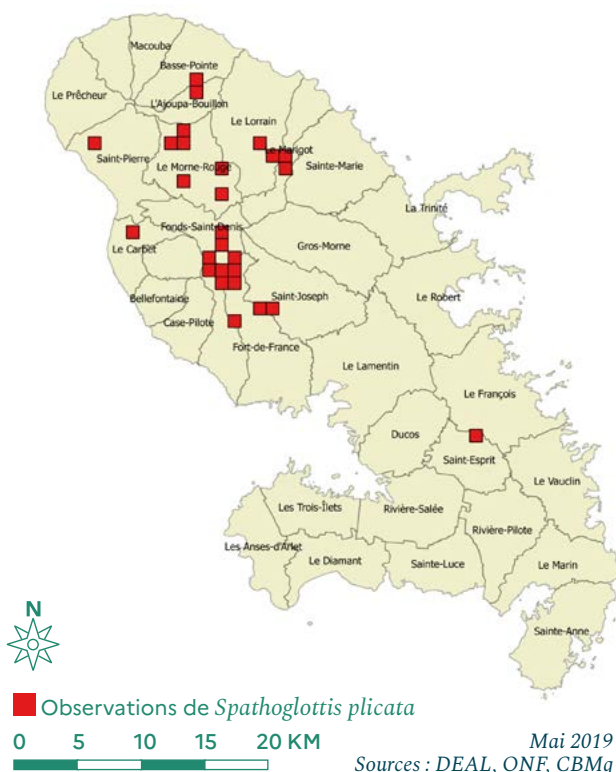 Macouba
Basse-Pointe
Le Prêcheur
L'Ajoupa-Bouillon
Le Lorrain
Saint-Pierre
Le Marigot
Le Morne-Rouge
Sainte-Marie
La Trinité
Fonds-Saint-Denis
Le Carbet
Gros-Morne
Bellefontaine
Saint-Joseph
Le Robert
Case-Pilote
Fort-de-France
Le Lamentin
Le François
Ducos
Saint-Esprit
Le Vauclin
Les Trois-Îlets
Rivière-Salée
Rivière-Pilote
Les Anses-d'Arlet
Le Diamant
Sainte-Luce
Le Marin
Sainte-Anne
N
Observations de Spathoglottis plicata
0 5 10 15 20 KM
Mai 2019
Sources : DEAL, ONF, CBMa